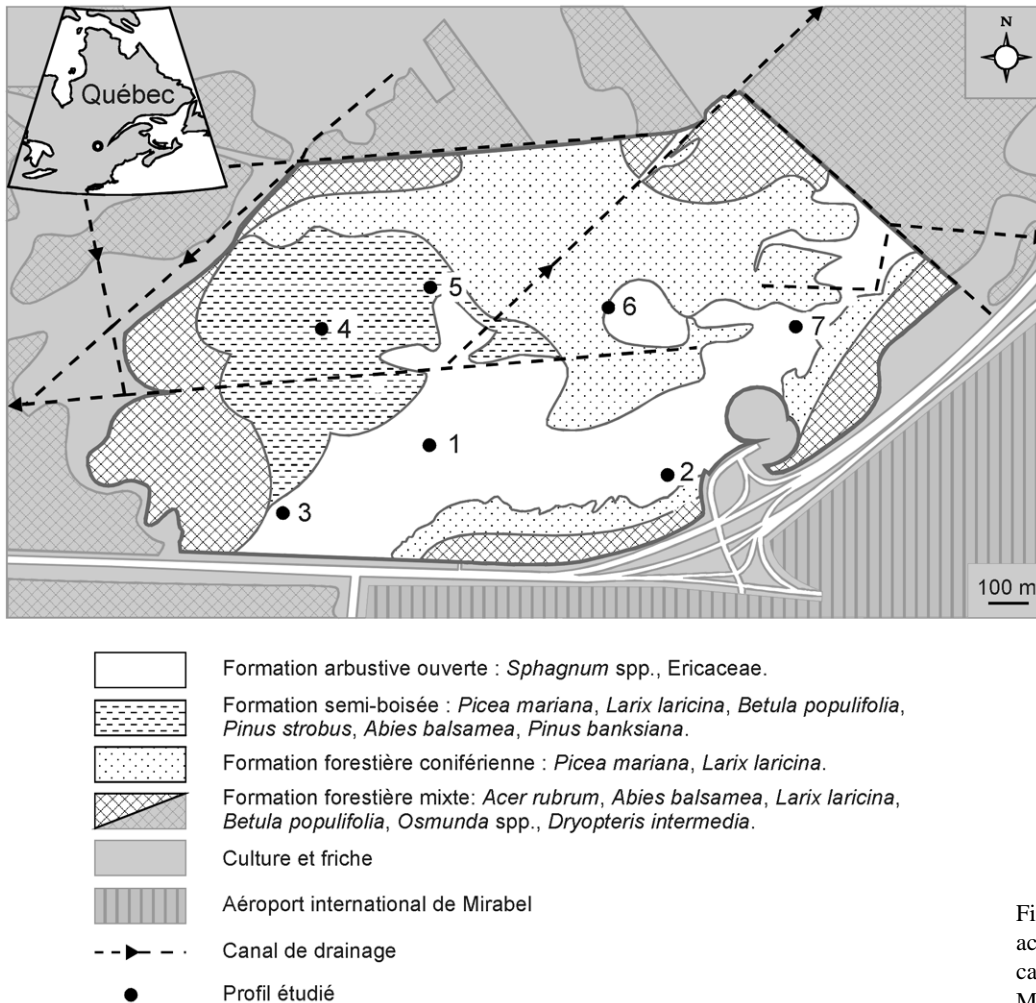 Québec
N
5
4
6
7
1
2
3
100 m
Formation arbustive ouverte : Sphagnum spp., Ericaceae.
Formation semi-boisée : Picea mariana, Larix laricina, Betula populifolia,
Pinus strobus, Abies balsamea, Pinus banksiana.
Formation forestière coniférienne : Picea mariana, Larix laricina.
Formation forestière mixte: Acer rubrum, Abies balsamea, Larix laricina,
Betula populifolia, Osmunda spp., Dryopteris intermedia.
Culture et friche
Aéroport international de Mirabel
Canal de drainage
Profil étudié
Fi
ac
ca
M